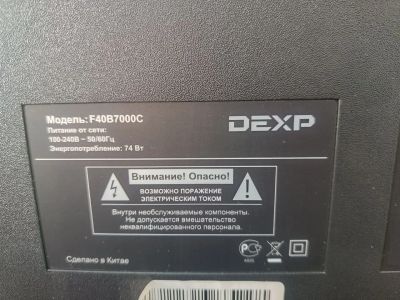 Модель: F40B7000C
DEXP
Питание от сети:
180-240В ~ 50/60Гц
Энергопотребление: 74 Вт
Внимание! Опасно!
ВОЗМОЖНО ПОРАЖЕНИЕ
ЭЛЕКТРИЧЕСКИМ ТОКОМ
Внутри необслуживаемые компоненты.
Не допускается вмешательство
неквалифицированного персонала.
Сделано в Китае